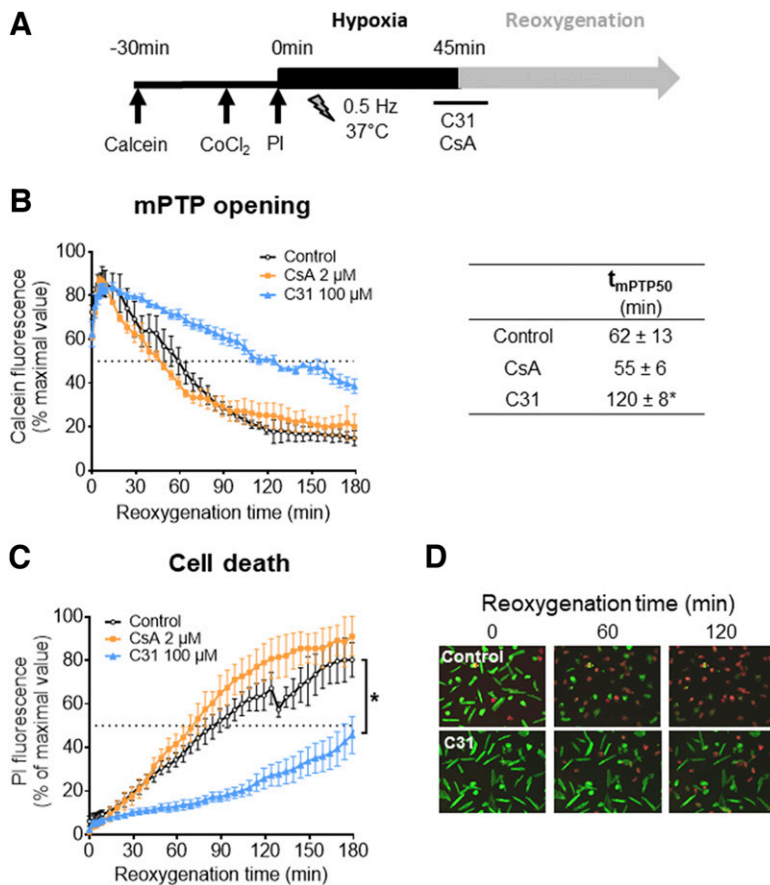 A
Hypoxia
Reoxygenation
-30min
0min
45min
0.5 Hz
37°C
C31
CsA
Calcein
CoCl₂
PI
B
mPTP opening
Calcein fluorescence
(% maximal value)
100
80
60
40
20
0
Control
CsA 2 µM
C31 100 µM
0 30 60 90 120 150 180
Reoxygenation time (min)
tmPTP50
(min)
Control 62 ± 13
CsA 55 ± 6
C31 120 ± 8*
C
Cell death
PI fluorescence
(% of maximal value)
100
80
60
40
20
0
Control
CsA 2 µM
C31 100 µM
*
0 30 60 90 120 150 180
Reoxygenation time (min)
D
Reoxygenation time (min)
0 60 120
Control
C31